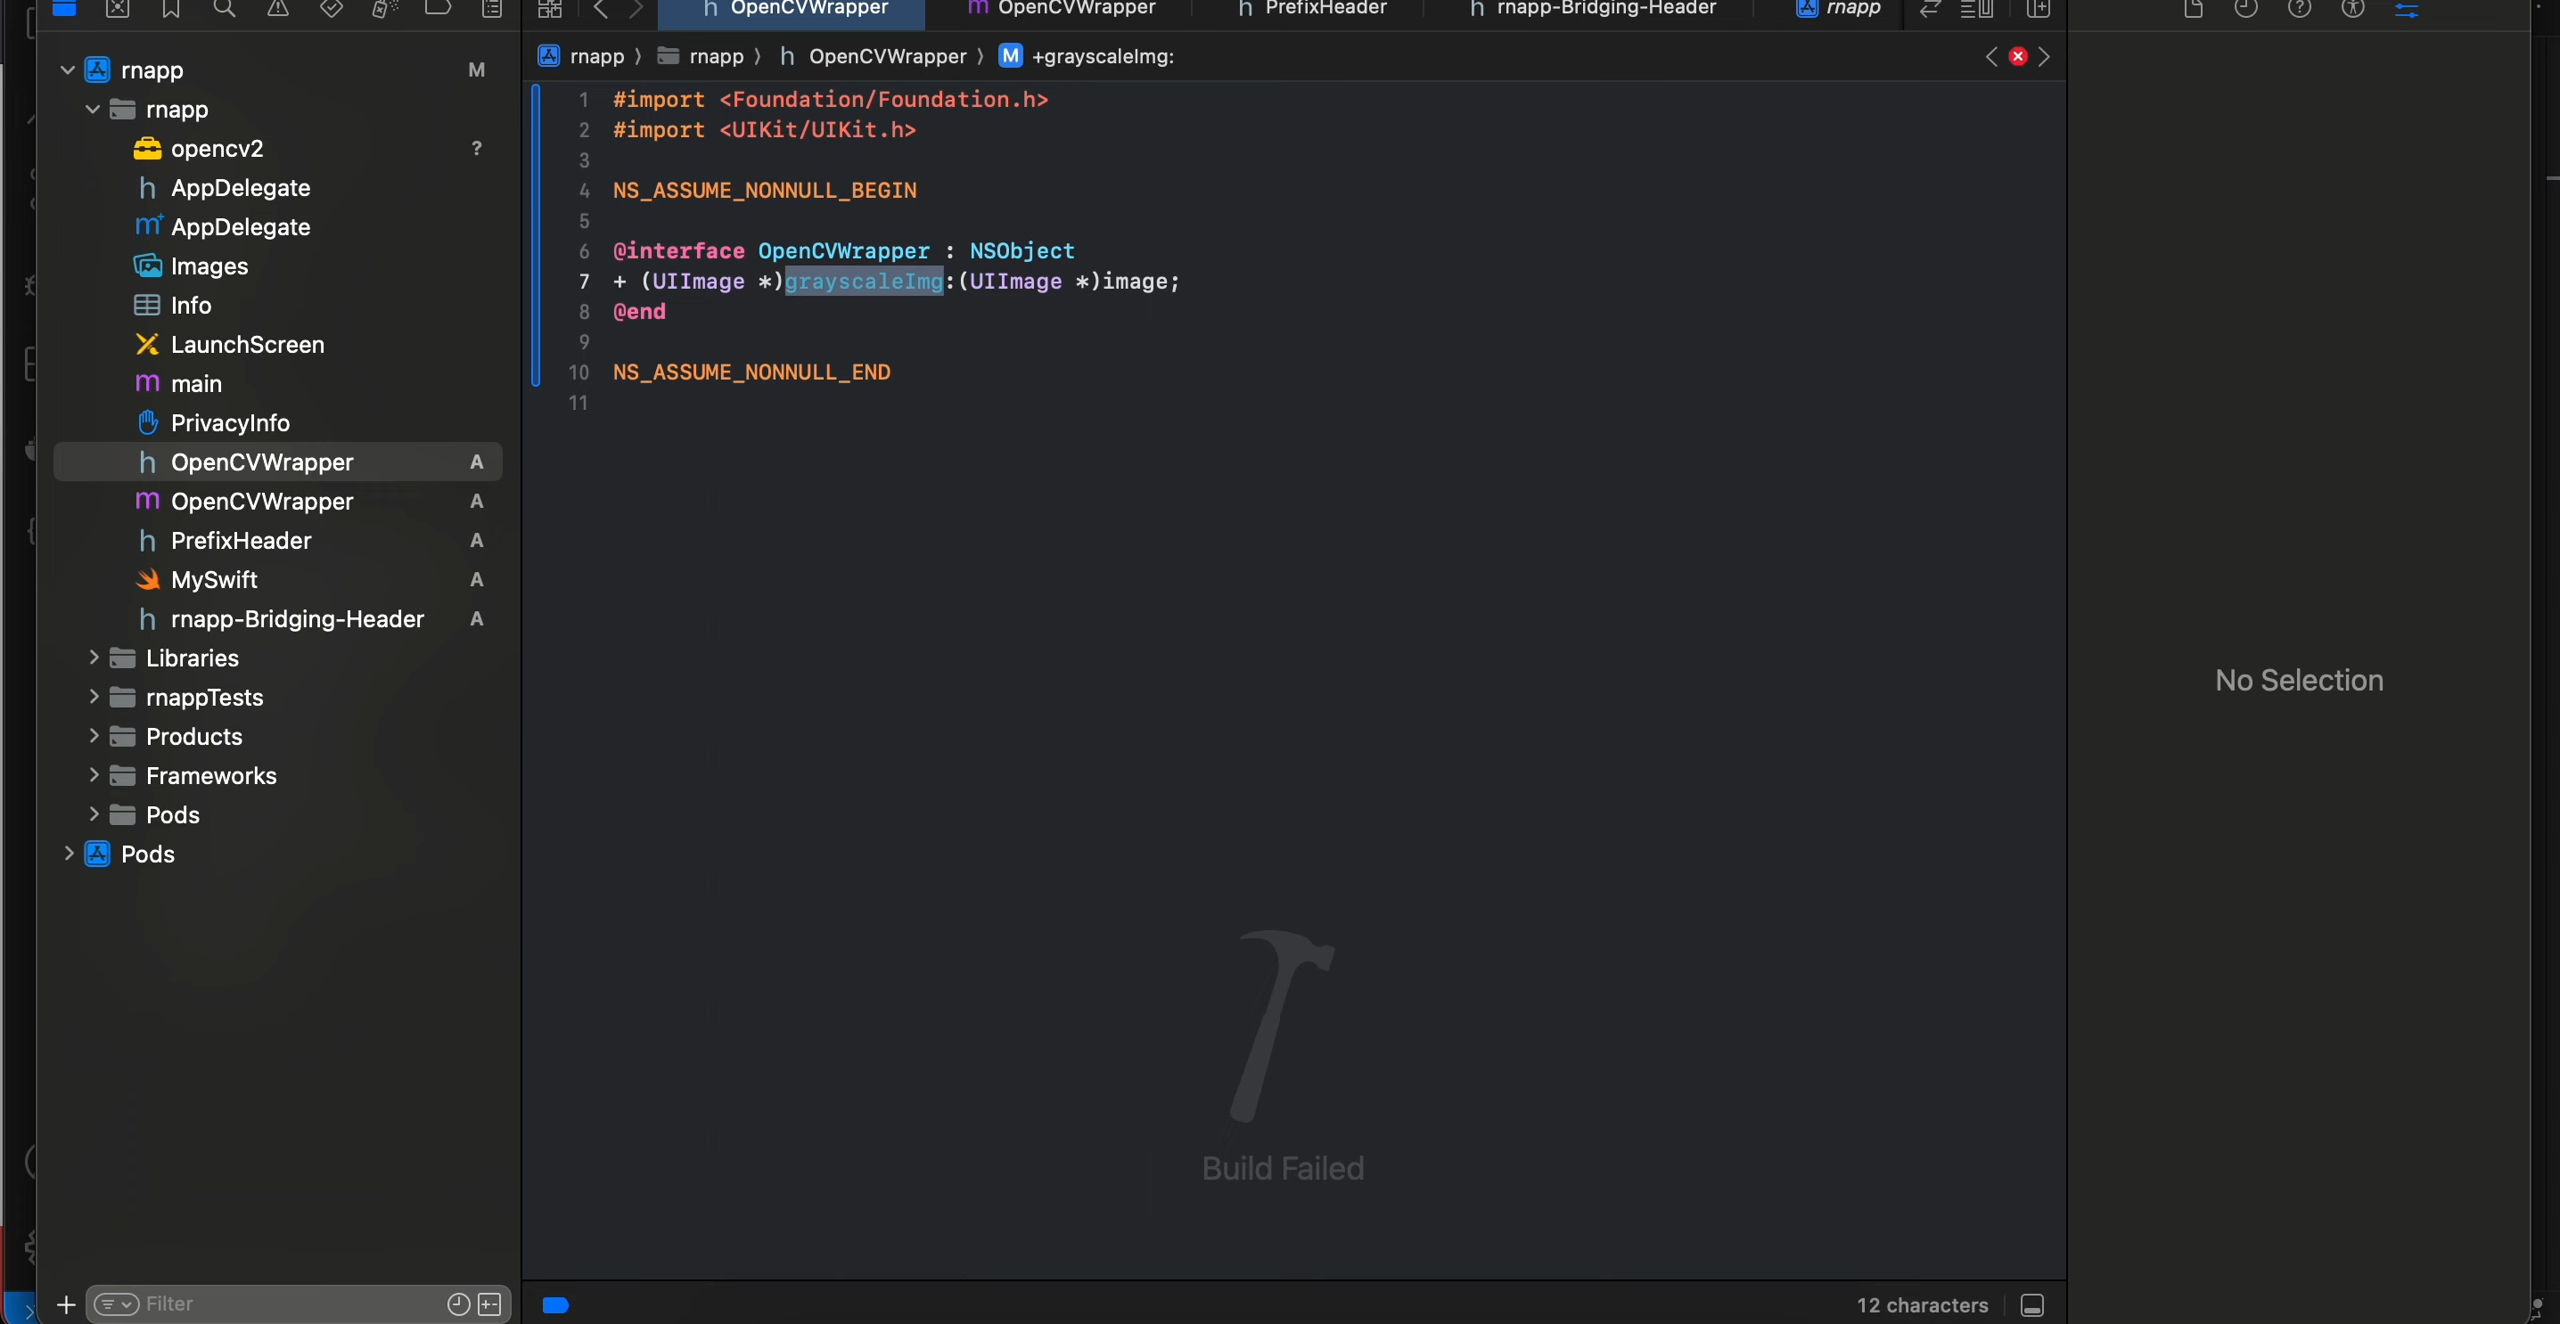 OpenCVWrapper
OpenCVWrapper
PrefixHeader
rnapp-Bridging-Header
rnapp
rnapp
rnapp
OpenCVWrapper
M
+grayscaleImg:
rnapp
M
rnapp
opencv2
?
AppDelegate
AppDelegate
Images
Info
LaunchScreen
main
PrivacyInfo
OpenCVWrapper
A
OpenCVWrapper
A
PrefixHeader
A
MySwift
A
rnapp-Bridging-Header
A
Libraries
rnappTests
Products
Frameworks
Pods
Pods
Filter
1 #import <Foundation/Foundation.h>
2 #import <UIKit/UIKit.h>
3
4 NS_ASSUME_NONNULL_BEGIN
5
6 @interface OpenCVWrapper : NSObject
7 + (UIImage *)grayscaleImg:(UIImage *)image;
8 @end
9
10 NS_ASSUME_NONNULL_END
11
Build Failed
12 characters
No Selection